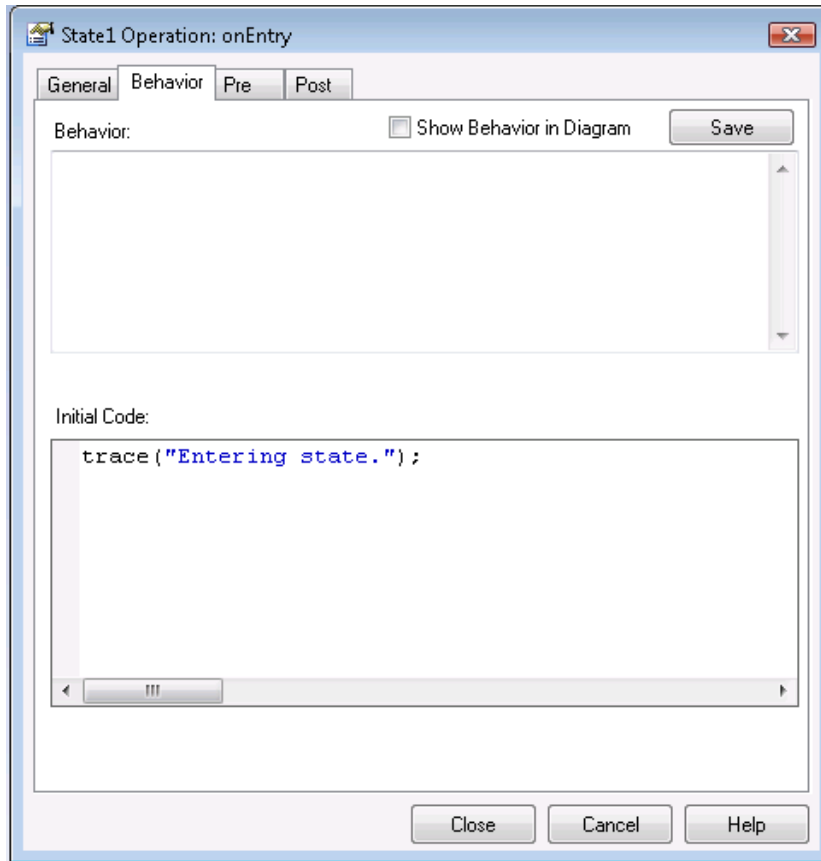 State1 Operation: onEntry
General Behavior Pre Post
Behavior: Show Behavior in Diagram Save
Initial Code:
trace("Entering state.");
Close Cancel Help